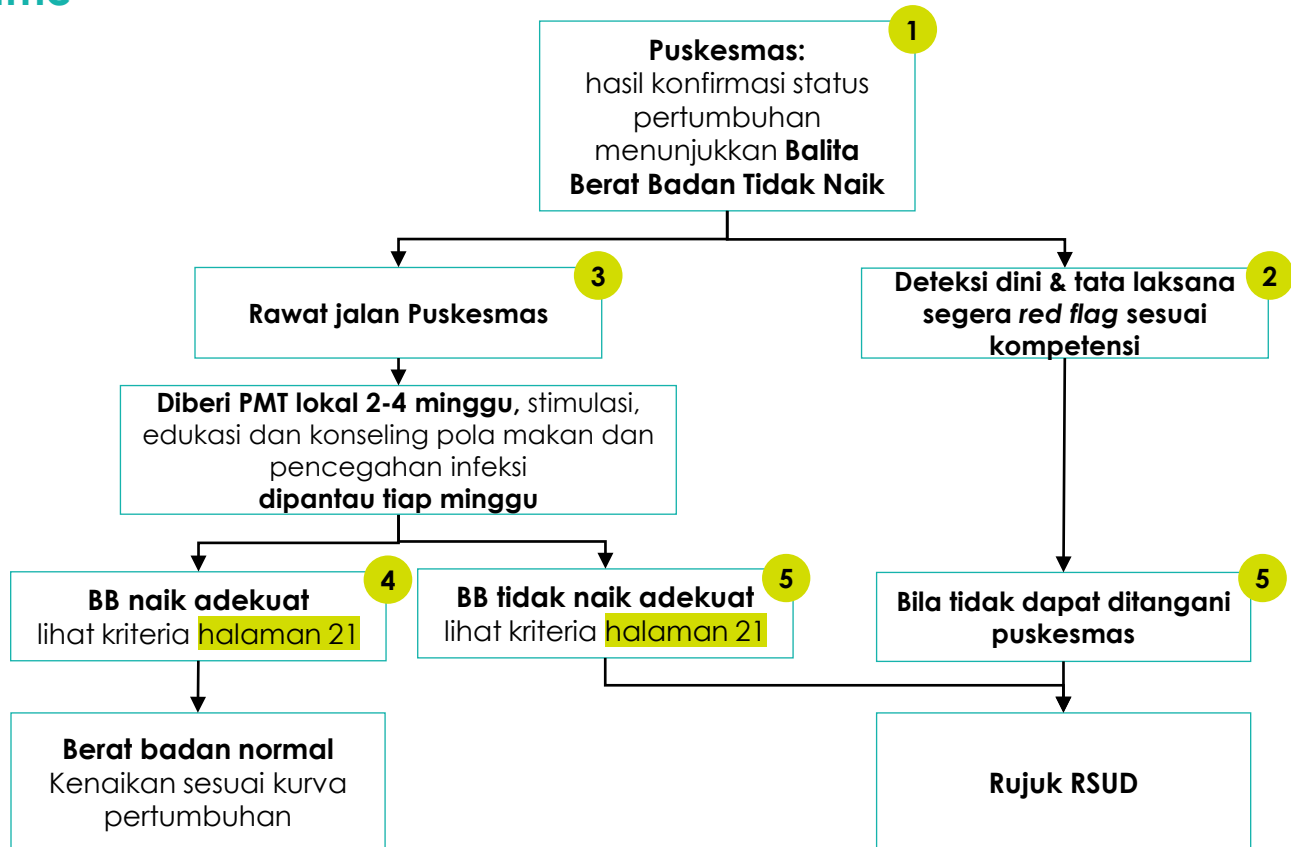 1
Puskesmas:
hasil konfirmasi status
pertumbuhan
menunjukkan Balita
Berat Badan Tidak Naik
3
Rawat jalan Puskesmas
2
Deteksi dini & tata laksana
segera red flag sesuai
kompetensi
Diberi PMT lokal 2-4 minggu, stimulasi,
edukasi dan konseling pola makan dan
pencegahan infeksi
dipantau tiap minggu
4
BB naik adekuat
lihat kriteria halaman 21
5
BB tidak naik adekuat
lihat kriteria halaman 21
5
Bila tidak dapat ditangani
puskesmas
Berat badan normal
Kenaikan sesuai kurva
pertumbuhan
Rujuk RSUD